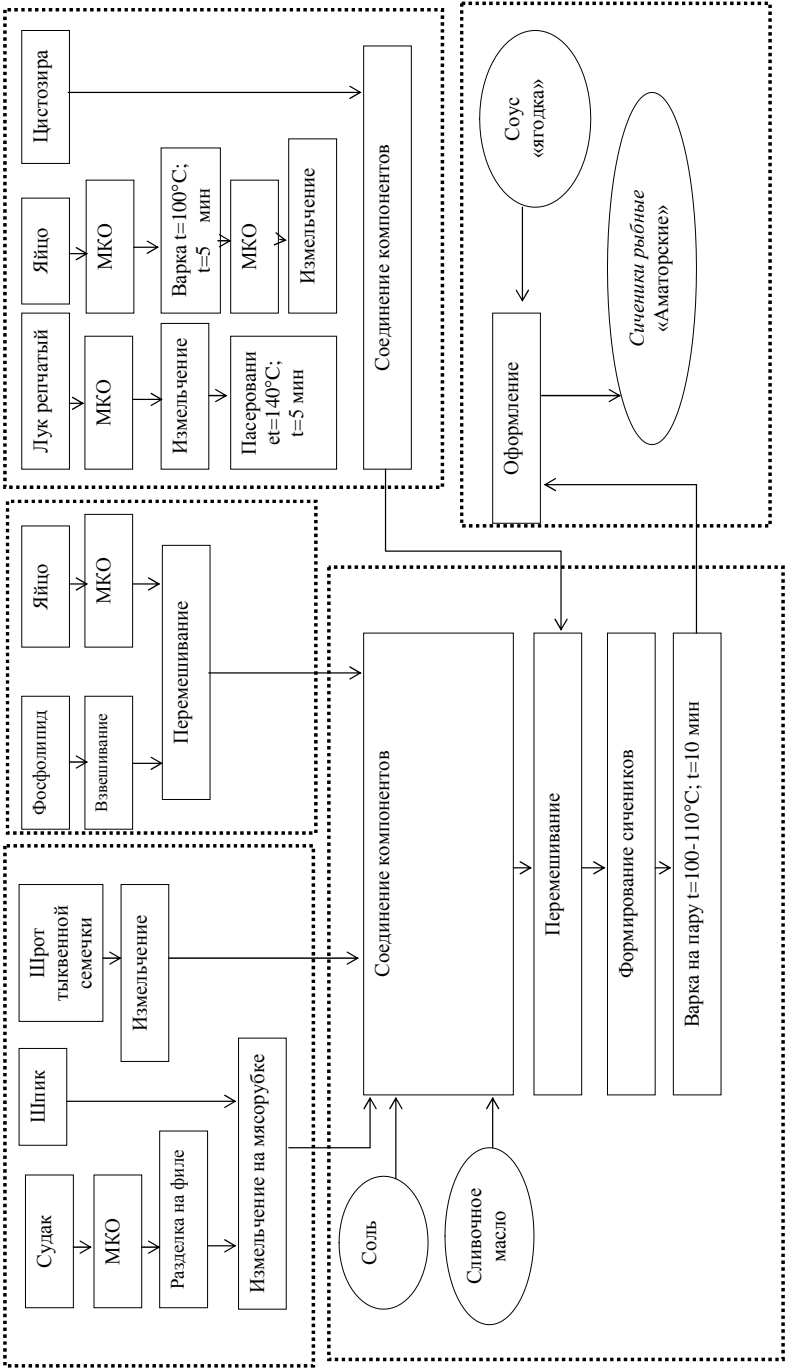 Судак
МКО
Разделка на филе
Шпик
Измельчение на мясорубке
Шрот
тыквенной
семечки
Измельчение
Фосфолипид
Взвешивание
Яйцо
МКО
Перемешивание
Лук репчатый
МКО
Измельчение
Пасеровани
еt=140°С;
t=5 мин
Яйцо
МКО
Варка t=100°С;
t=5 мин
МКО
Измельчение
Цистозира
Соединение компонентов
Соль
Сливочное
масло
Соединение компонентов
Перемешивание
Формирование сичеников
Варка на пару t=100-110°С; t=10 мин
Оформление
Соус
«ягодка»
Сиченики рыбные
«Аматорские»